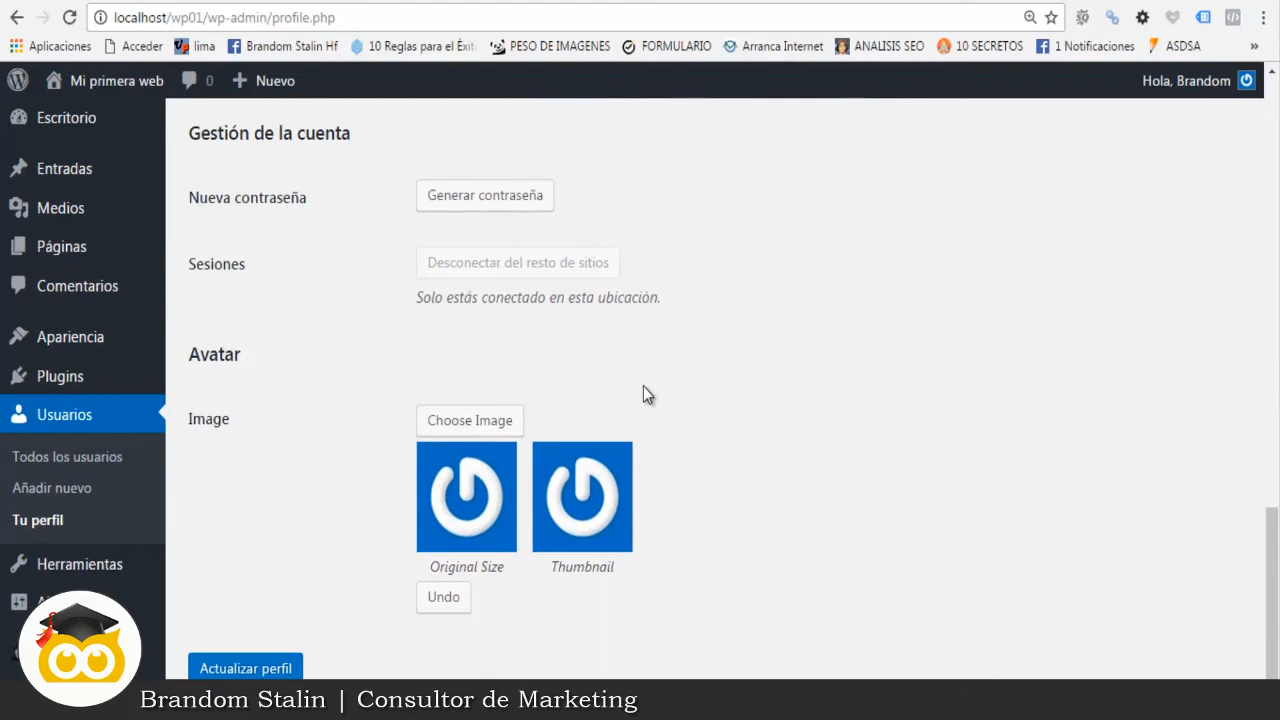 localhost/wp01/wp-admin/profile.php
Aplicaciones Acceder lima Brandom Stalin Hf 10 Reglas para el Éxit PESO DE IMAGENES FORMULARIO Arranca Internet ANALISIS SEO 10 SECRETOS 1 Notificaciones ASDSA »
Mi primera web 0 Nuevo Hola, Brandom
Escritorio
Entradas
Medios
Páginas
Comentarios
Apariencia
Plugins
Usuarios
Todos los usuarios
Añadir nuevo
Tu perfil
Herramientas
Gestión de la cuenta
Nueva contraseña Generar contraseña
Sesiones Desconectar del resto de sitios
Solo estás conectado en esta ubicación.
Avatar
Image Choose Image
Original Size Thumbnail
Undo
Actualizar perfil
Brandom Stalin | Consultor de Marketing